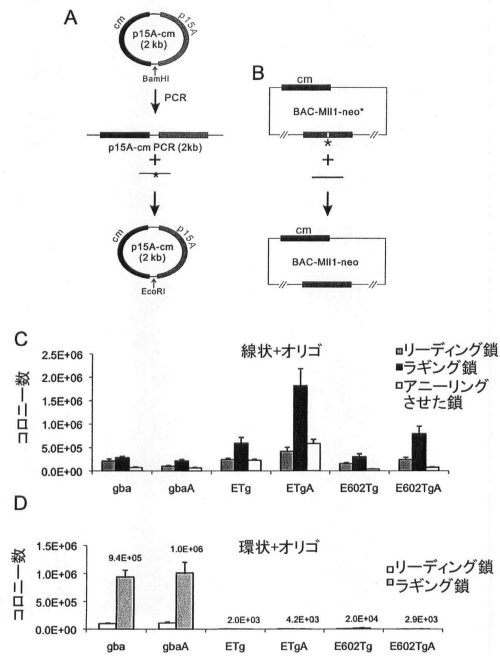 A
cm
p15A
p15A-cm
(2 kb)
BamHI
PCR
p15A-cm PCR (2kb)
+
*
cm
p15A
p15A-cm
(2 kb)
EcoRI
B
cm
BAC-Mll1-neo*
*
+
cm
BAC-Mll1-neo
C
線状+オリゴ
コロニー数
2.5E+06
2.0E+06
1.5E+06
1.0E+06
5.0E+05
0.0E+00
リーディング鎖
ラギング鎖
アニーリング
させた鎖
gba gbaA ETg ETgA E602Tg E602TgA
D
環状+オリゴ
コロニー数
1.5E+06
1.0E+06
5.0E+05
0.0E+00
9.4E+05 1.0E+06 2.0E+03 4.2E+03 2.0E+04 2.9E+03
リーディング鎖
ラギング鎖
gba gbaA ETg ETgA E602Tg E602TgA